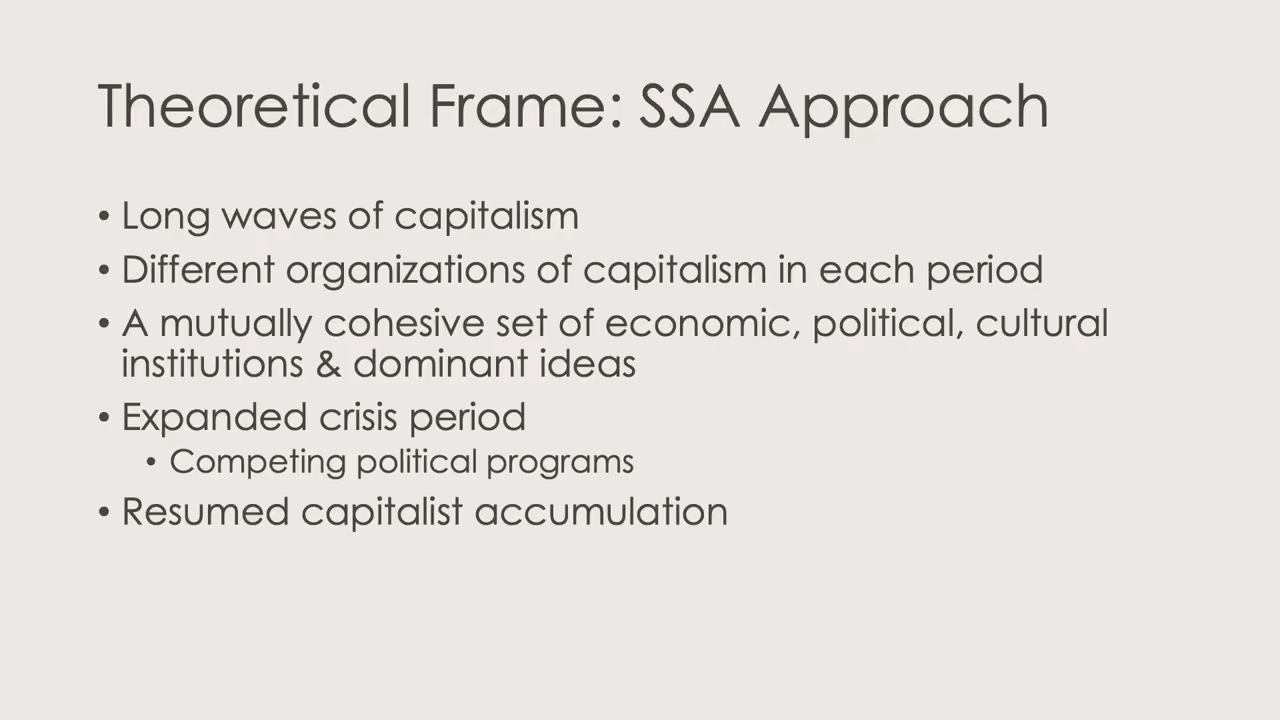 Theoretical Frame: SSA Approach
• Long waves of capitalism
• Different organizations of capitalism in each period
• A mutually cohesive set of economic, political, cultural
institutions & dominant ideas
• Expanded crisis period
• Competing political programs
• Resumed capitalist accumulation